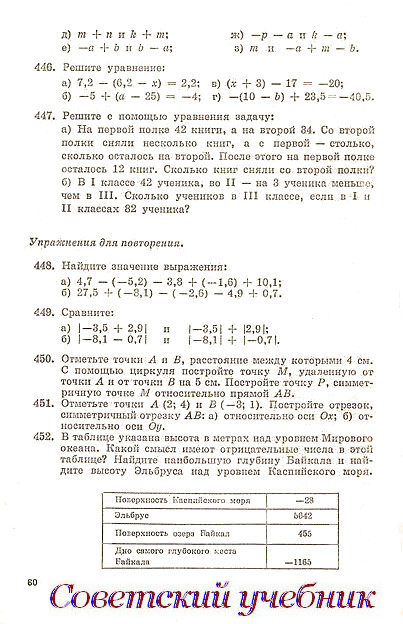 д) m + n и k + m; ж) —p — a и k — a;
е) —a + b и b — a; з) m и —a + m — b.
446. Решите уравнение:
а) 7,2 — (6,2 — x) = 2,2; в) (x + 3) — 17 = —20;
б) —5 + (a — 25) = —4; г) —(10 — b) + 23,5 = —40,5.
447. Решите с помощью уравнения задачу:
а) На первой полке 42 книги, а на второй 34. Со второй
полки сняли несколько книг, а с первой — столько,
сколько осталось на второй. После этого на первой полке
осталось 12 книг. Сколько книг сняли со второй полки?
б) В I классе 42 ученика, во II — на 3 ученика меньше,
чем в III. Сколько учеников в III классе, если в I и
II классах 82 ученика?
Упражнения для повторения.
448. Найдите значение выражения:
а) 4,7 — (—5,2) — 3,8 + (—1,6) + 10,1;
б) 27,5 + (—3,1) — (—2,6) — 4,9 + 0,7.
449. Сравните:
а) |—3,5 + 2,9| и |—3,5| + |2,9|;
б) |—8,1 — 0,7| и |—8,1| + |—0,7|.
450. Отметьте точки A и B, расстояние между которыми 4 см.
С помощью циркуля постройте точку M, удаленную от
точки A и от точки B на 5 см. Постройте точку P, симмет-
ричную точке M относительно прямой AB.
451. Отметьте точки A (2; 4) и B (—3; 1). Постройте отрезок,
симметричный отрезку AB: а) относительно оси Ox; б) от-
носительно оси Oy.
452. В таблице указана высота в метрах над уровнем Мирового
океана. Какой смысл имеют отрицательные числа в этой
таблице? Найдите наибольшую глубину Байкала и най-
дите высоту Эльбруса над уровнем Каспийского моря.
Поверхность Каспийского моря —28
Эльбрус 5642
Поверхность озера Байкал 455
Дно самого глубокого места
Байкала —1165
60
Советский учебник